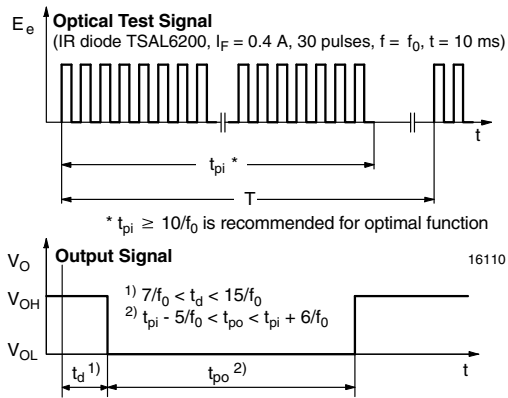 E_e
Optical Test Signal
(IR diode TSAL6200, I_F = 0.4 A, 30 pulses, f = f_0, t = 10 ms)
t
t_pi *
T
* t_pi ≥ 10/f_0 is recommended for optimal function
V_O
Output Signal
16110
V_OH
1) 7/f_0 < t_d < 15/f_0
2) t_pi - 5/f_0 < t_po < t_pi + 6/f_0
V_OL
t_d 1)
t_po 2)
t